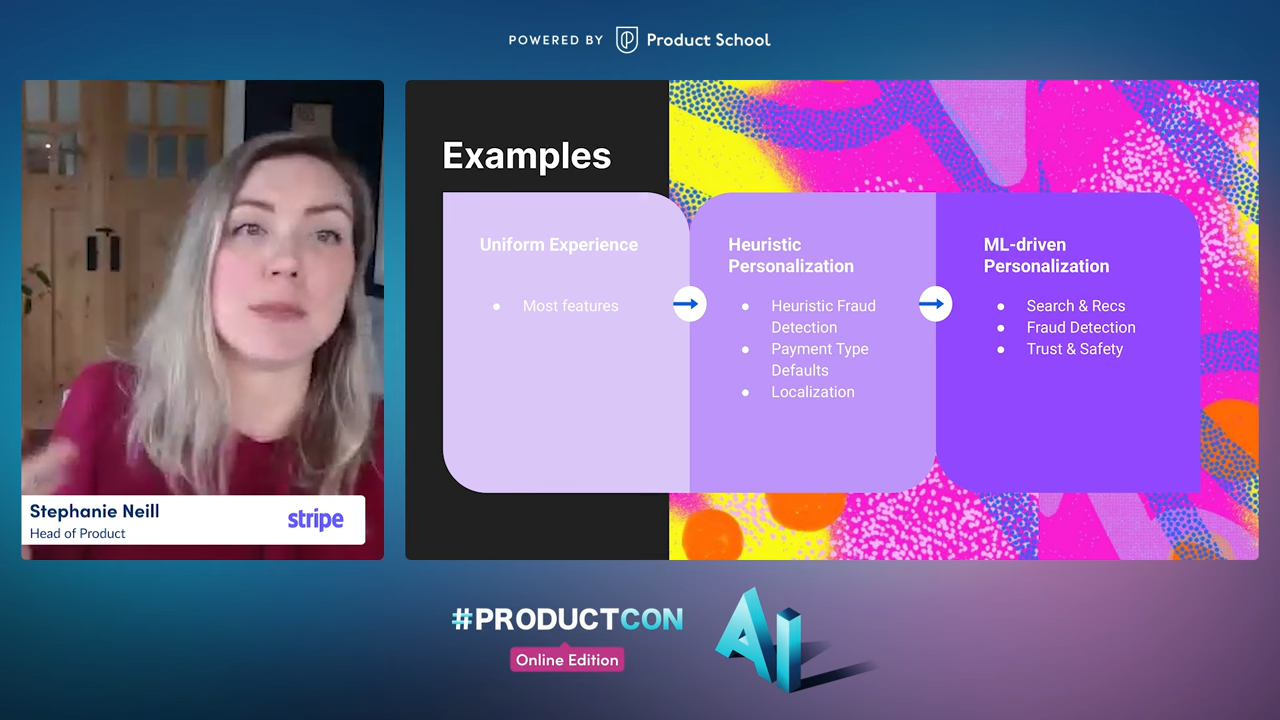 POWERED BY Product School
Examples
Uniform Experience
● Most features
Heuristic
Personalization
● Heuristic Fraud
Detection
● Payment Type
Defaults
● Localization
ML-driven
Personalization
● Search & Recs
● Fraud Detection
● Trust & Safety
Stephanie Neill
Head of Product
stripe
#PRODUCTCON
Online Edition
AI